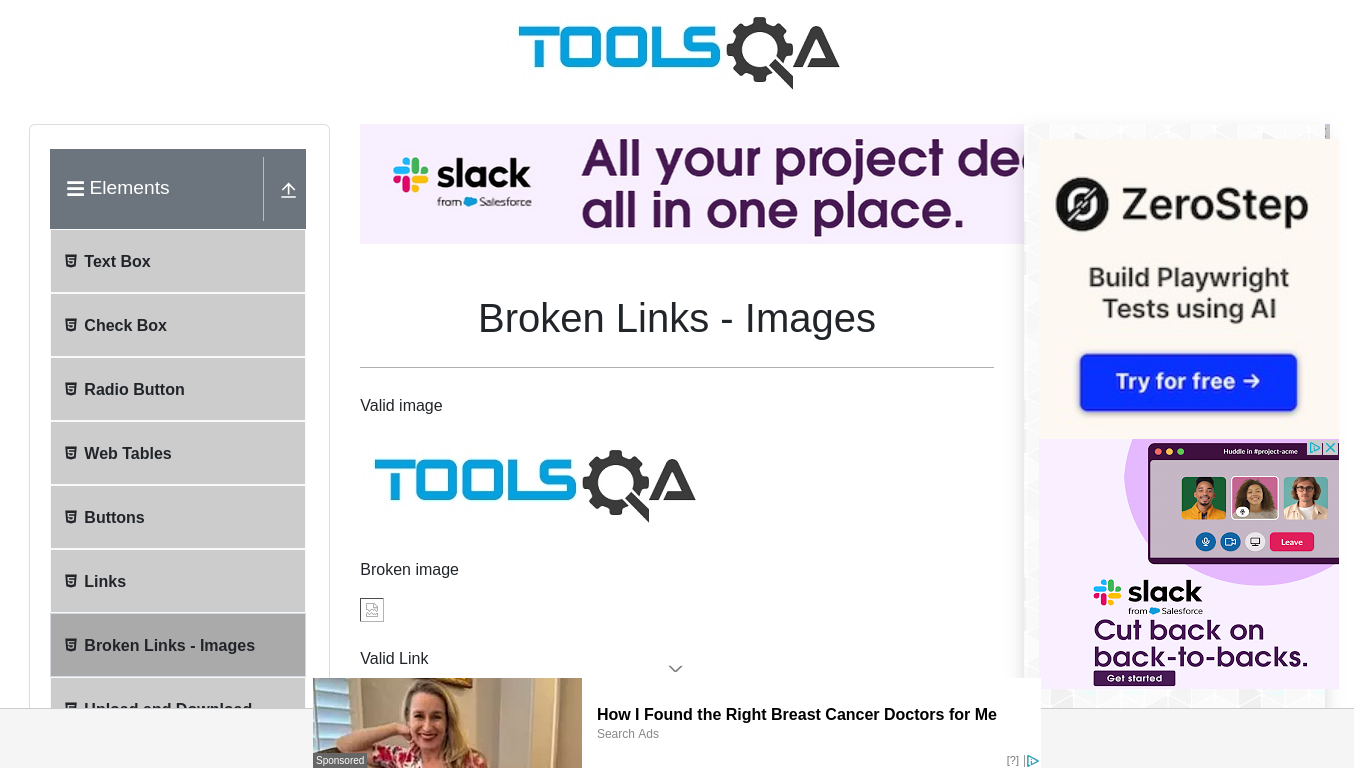 TOOLSQA
Elements
Text Box
Check Box
Radio Button
Web Tables
Buttons
Links
Broken Links - Images
Upload and Download
slack
from Salesforce
All your project de
all in one place.
Broken Links - Images
Valid image
TOOLSQA
Broken image
Valid Link
ZeroStep
Build Playwright
Tests using AI
Try for free →
Huddle in #project-acme
Leave
slack
from Salesforce
Cut back on
back-to-backs.
Get started
Sponsored
How I Found the Right Breast Cancer Doctors for Me
Search Ads
[?]